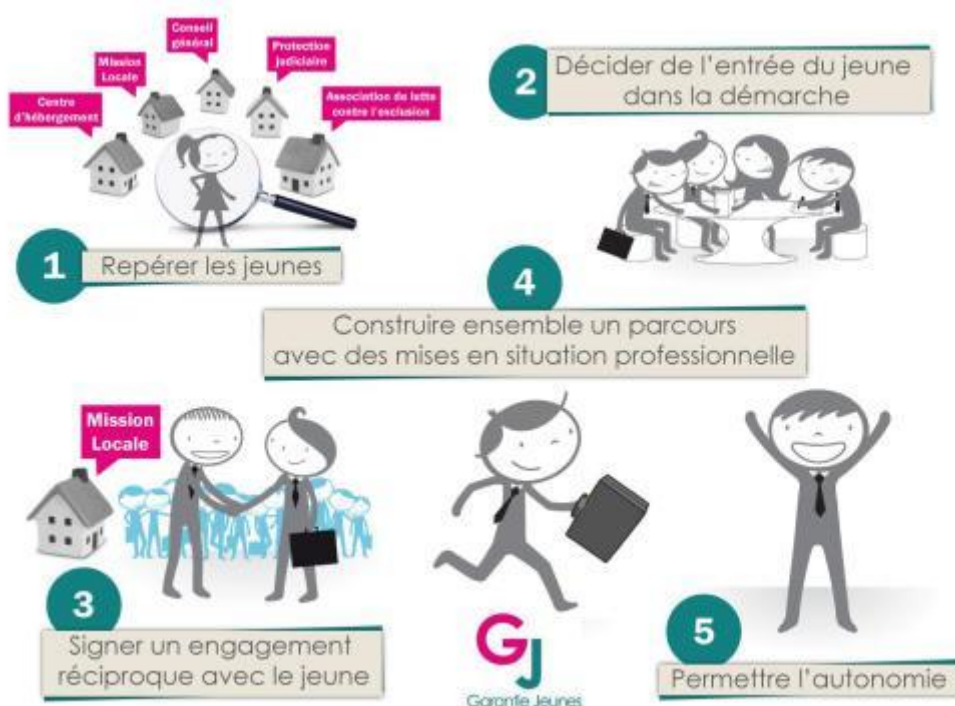 Centre
d'hébergement
Mission
Locale
Conseil
général
Protection
judiciaire
Association de lutte
contre l'exclusion
1
Repérer les jeunes
2
Décider de l'entrée du jeune
dans la démarche
Mission
Locale
3
Signer un engagement
réciproque avec le jeune
4
Construire ensemble un parcours
avec des mises en situation professionnelle
GJ
Garantie Jeunes
5
Permettre l'autonomie